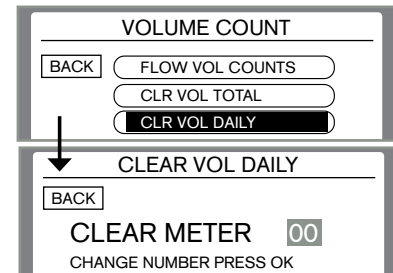 VOLUME COUNT
BACK
FLOW VOL COUNTS
CLR VOL TOTAL
CLR VOL DAILY
CLEAR VOL DAILY
BACK
CLEAR METER 00
CHANGE NUMBER PRESS OK